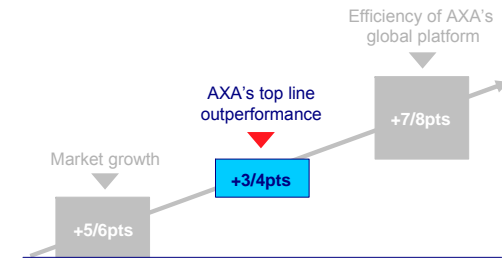 Efficiency of AXA's
global platform
+7/8pts
AXA's top line
outperformance
+3/4pts
Market growth
+5/6pts